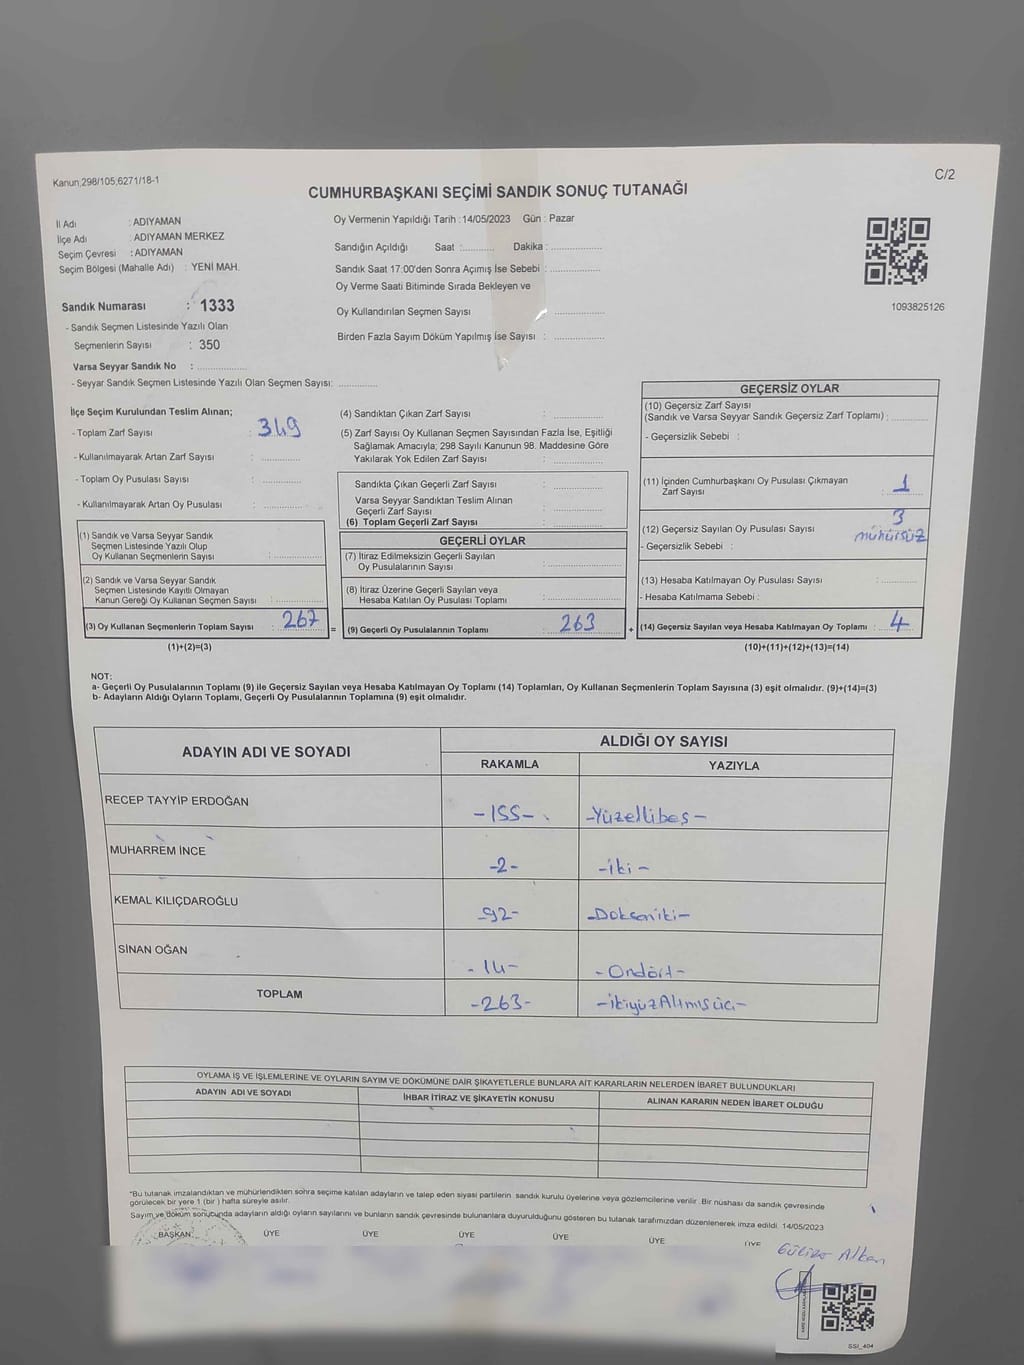 Kanun,298/105,6271/18-1
C/2
CUMHURBAŞKANI SEÇİMİ SANDIK SONUÇ TUTANAĞI
İl Adı : ADIYAMAN
İlçe Adı : ADIYAMAN MERKEZ
Seçim Çevresi : ADIYAMAN
Seçim Bölgesi (Mahalle Adı) : YENİ MAH.
Sandık Numarası : 1333
- Sandık Seçmen Listesinde Yazılı Olan
Seçmenlerin Sayısı : 350
Varsa Seyyar Sandık No : ................
- Seyyar Sandık Seçmen Listesinde Yazılı Olan Seçmen Sayısı: .............
Oy Vermenin Yapıldığı Tarih : 14/05/2023 Gün : Pazar
Sandığın Açıldığı Saat :........... Dakika : .................
Sandık Saat 17:00'den Sonra Açımış İse Sebebi : .................
Oy Verme Saati Bitiminde Sırada Bekleyen ve
Oy Kullandırılan Seçmen Sayısı .................
Birden Fazla Sayım Döküm Yapılmış İse Sayısı : .................
1093825126
İlçe Seçim Kurulundan Teslim Alınan;
- Toplam Zarf Sayısı : 349
- Kullanılmayarak Artan Zarf Sayısı : .............
- Toplam Oy Pusulası Sayısı : .............
- Kullanılmayarak Artan Oy Pusulası : .............
(1) Sandık ve Varsa Seyyar Sandık
Seçmen Listesinde Yazılı Olup
Oy Kullanan Seçmenlerin Sayısı : .............
(2) Sandık ve Varsa Seyyar Sandık
Seçmen Listesinde Kayıtlı Olmayan
Kanun Gereği Oy Kullanan Seçmen Sayısı : .............
(3) Oy Kullanan Seçmenlerin Toplam Sayısı : 267
(1)+(2)=(3)
=
(4) Sandıktan Çıkan Zarf Sayısı : .............
(5) Zarf Sayısı Oy Kullanan Seçmen Sayısından Fazla İse, Eşitliği
Sağlamak Amacıyla; 298 Sayılı Kanunun 98. Maddesine Göre
Yakılarak Yok Edilen Zarf Sayısı : .............
Sandıkta Çıkan Geçerli Zarf Sayısı : .............
Varsa Seyyar Sandıktan Teslim Alınan
Geçerli Zarf Sayısı : .............
(6) Toplam Geçerli Zarf Sayısı : .............
GEÇERLİ OYLAR
(7) İtiraz Edilmeksizin Geçerli Sayılan
Oy Pusulalarının Sayısı : .............
(8) İtiraz Üzerine Geçerli Sayılan veya
Hesaba Katılan Oy Pusulası Toplamı : .............
(9) Geçerli Oy Pusulalarının Toplamı : 263
+
GEÇERSİZ OYLAR
(10) Geçersiz Zarf Sayısı
(Sandık ve Varsa Seyyar Sandık Geçersiz Zarf Toplamı) : ..........
- Geçersizlik Sebebi :
(11) İçinden Cumhurbaşkanı Oy Pusulası Çıkmayan
Zarf Sayısı : 1
(12) Geçersiz Sayılan Oy Pusulası Sayısı 3
mühürsüz
- Geçersizlik Sebebi :
(13) Hesaba Katılmayan Oy Pusulası Sayısı : ..........
- Hesaba Katılmama Sebebi :
(14) Geçersiz Sayılan veya Hesaba Katılmayan Oy Toplamı : 4
(10)+(11)+(12)+(13)=(14)
NOT:
a- Geçerli Oy Pusulalarının Toplamı (9) ile Geçersiz Sayılan veya Hesaba Katılmayan Oy Toplamı (14) Toplamları, Oy Kullanan Seçmenlerin Toplam Sayısına (3) eşit olmalıdır. (9)+(14)=(3)
b- Adayların Aldığı Oyların Toplamı, Geçerli Oy Pusulalarının Toplamına (9) eşit olmalıdır.
ADAYIN ADI VE SOYADI
ALDIĞI OY SAYISI
RAKAMLA YAZIYLA
RECEP TAYYİP ERDOĞAN -155- -Yüzellibeş-
MUHARREM İNCE -2- -iki-
KEMAL KILIÇDAROĞLU -92- -Doksaniki-
SİNAN OĞAN -14- -Ondört-
TOPLAM -263- -ikiyüzAltmışüç-
OYLAMA İŞ VE İŞLEMLERİNE VE OYLARIN SAYIM VE DÖKÜMÜNE DAİR ŞİKAYETLERLE BUNLARA AİT KARARLARIN NELERDEN İBARET BULUNDUKLARI
ADAYIN ADI VE SOYADI İHBAR İTİRAZ VE ŞİKAYETİN KONUSU ALINAN KARARIN NEDEN İBARET OLDUĞU
*Bu tutanak imzalandıktan ve mühürlendikten sohra seçime katılan adayların ve talep eden siyasi partilerin sandık kurulu üyelerine veya gözlemcilerine verilir. Bir nüshası da sandık çevresinde
görülecek bir yere 1 (bir) hafta süreyle asılır.
Sayım ve döküm sonucunda adayların aldığı oyların sayılarını ve bunların sandık çevresinde bulunanlara duyurulduğunu gösteren bu tutanak tarafımızdan düzenlenerek imza edildi. 14/05/2023
BAŞKAN ÜYE ÜYE ÜYE ÜYE ÜYE ÜYE
Alkan
SSI_404